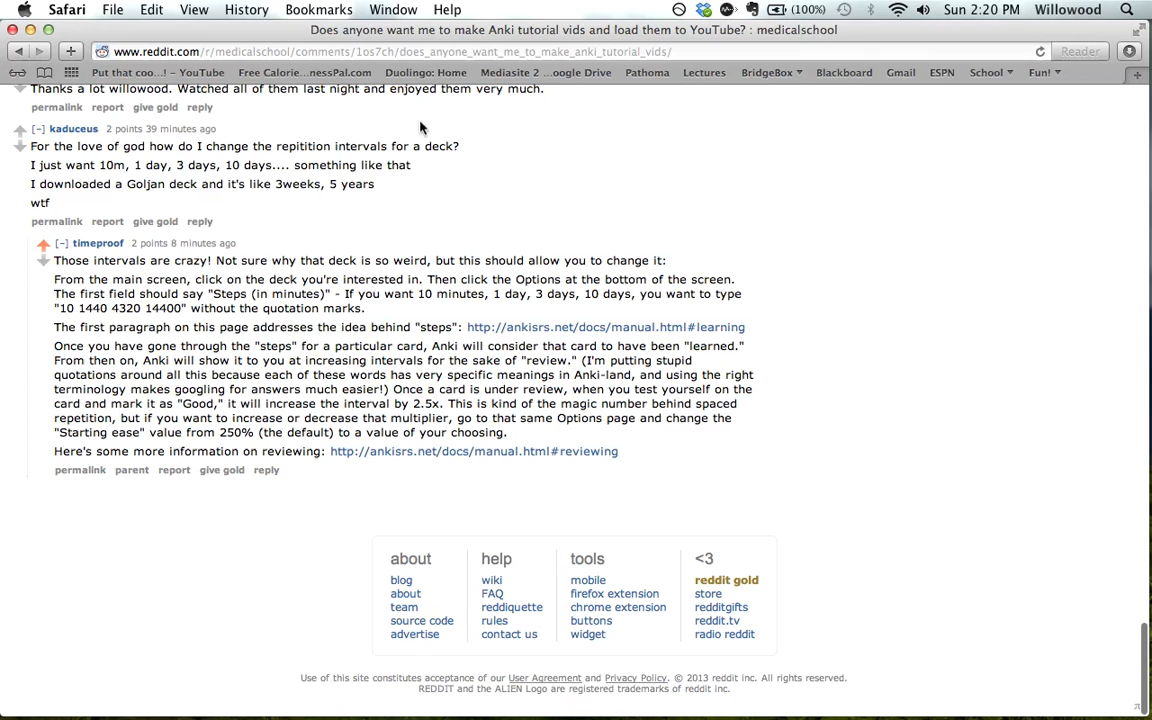 Safari File Edit View History Bookmarks Window Help (100%) Sun 2:20 PM Willowood
Does anyone want me to make Anki tutorial vids and load them to YouTube? : medicalschool
www.reddit.com/r/medicalschool/comments/1os7ch/does_anyone_want_me_to_make_anki_tutorial_vids/ Reader
Put that coo...! – YouTube Free Calorie...nessPal.com Duolingo: Home Mediasite 2 ...oogle Drive Pathoma Lectures BridgeBox Blackboard Gmail ESPN School Fun!
Thanks a lot willowood. Watched all of them last night and enjoyed them very much.
permalink report give gold reply
[–] kaduceus 2 points 39 minutes ago
For the love of god how do I change the repitition intervals for a deck?
I just want 10m, 1 day, 3 days, 10 days.... something like that
I downloaded a Goljan deck and it's like 3weeks, 5 years
wtf
permalink report give gold reply
[–] timeproof 2 points 8 minutes ago
Those intervals are crazy! Not sure why that deck is so weird, but this should allow you to change it:
From the main screen, click on the deck you're interested in. Then click the Options at the bottom of the screen.
The first field should say "Steps (in minutes)" - If you want 10 minutes, 1 day, 3 days, 10 days, you want to type
"10 1440 4320 14400" without the quotation marks.
The first paragraph on this page addresses the idea behind "steps": http://ankisrs.net/docs/manual.html#learning
Once you have gone through the "steps" for a particular card, Anki will consider that card to have been "learned."
From then on, Anki will show it to you at increasing intervals for the sake of "review." (I'm putting stupid
quotations around all this because each of these words has very specific meanings in Anki-land, and using the right
terminology makes googling for answers much easier!) Once a card is under review, when you test yourself on the
card and mark it as "Good," it will increase the interval by 2.5x. This is kind of the magic number behind spaced
repetition, but if you want to increase or decrease that multiplier, go to that same Options page and change the
"Starting ease" value from 250% (the default) to a value of your choosing.
Here's some more information on reviewing: http://ankisrs.net/docs/manual.html#reviewing
permalink parent report give gold reply
about help tools <3
blog wiki mobile reddit gold
about FAQ firefox extension store
team reddiquette chrome extension redditgifts
source code rules buttons reddit.tv
advertise contact us widget radio reddit
Use of this site constitutes acceptance of our User Agreement and Privacy Policy. © 2013 reddit inc. All rights reserved.
REDDIT and the ALIEN Logo are registered trademarks of reddit inc.
π